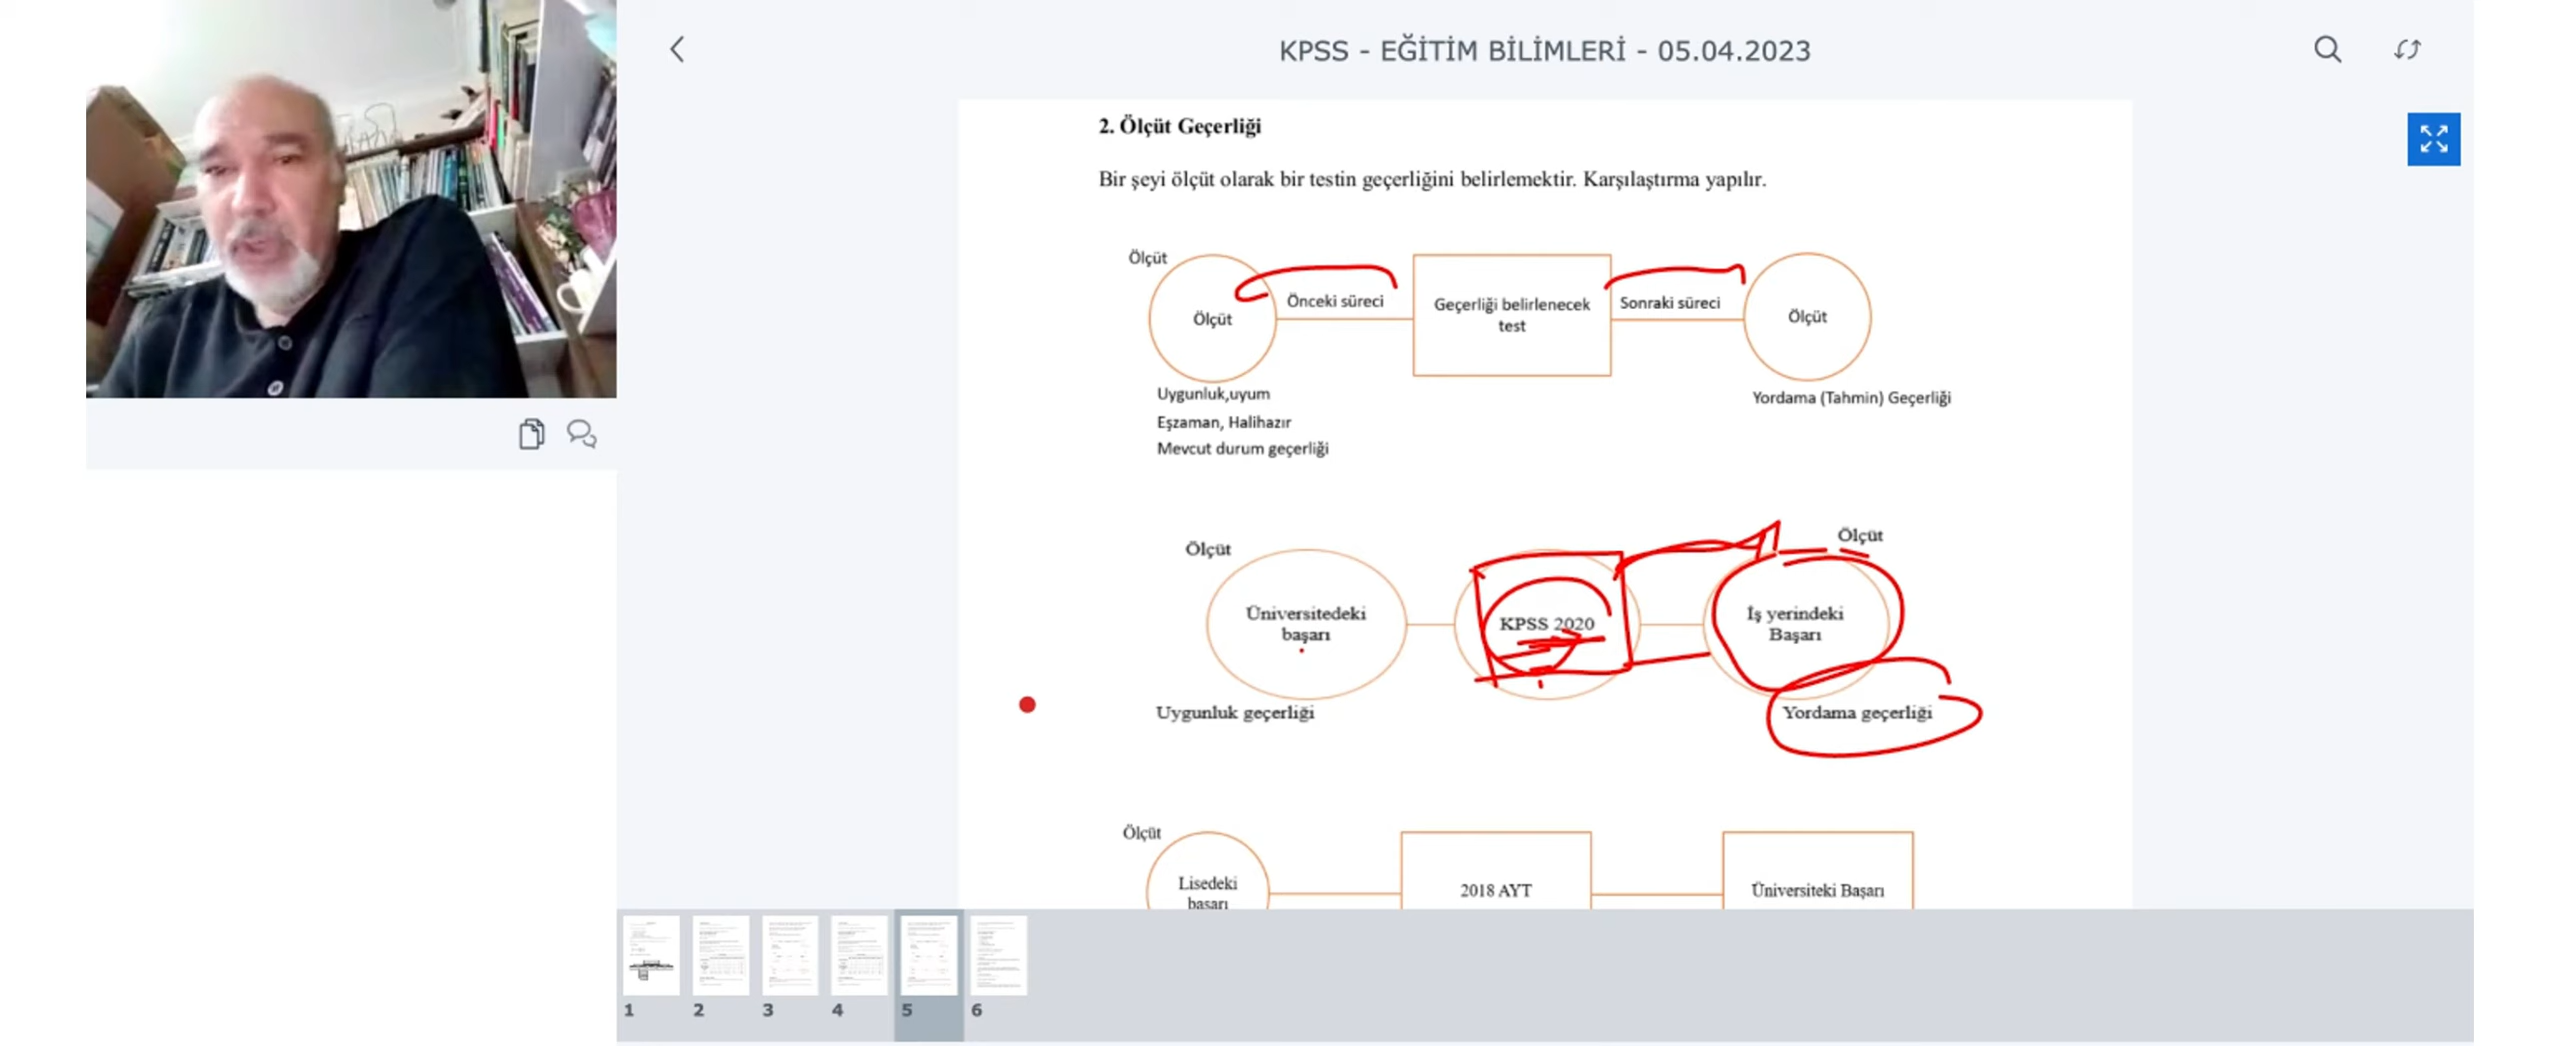 KPSS - EĞİTİM BİLİMLERİ - 05.04.2023
2. Ölçüt Geçerliği
Bir şeyi ölçüt olarak bir testin geçerliğini belirlemektir. Karşılaştırma yapılır.
Ölçüt
Ölçüt
Önceki süreci
Geçerliği belirlenecek
test
Sonraki süreci
Ölçüt
Uygunluk,uyum
Eşzaman, Halihazır
Mevcut durum geçerliği
Yordama (Tahmin) Geçerliği
Ölçüt
Ölçüt
Üniversitedeki
başarı
KPSS 2020
İş yerindeki
Başarı
Uygunluk geçerliği
Yordama geçerliği
Ölçüt
Lisedeki
başarı
2018 AYT
Üniversiteki Başarı
1 2 3 4 5 6